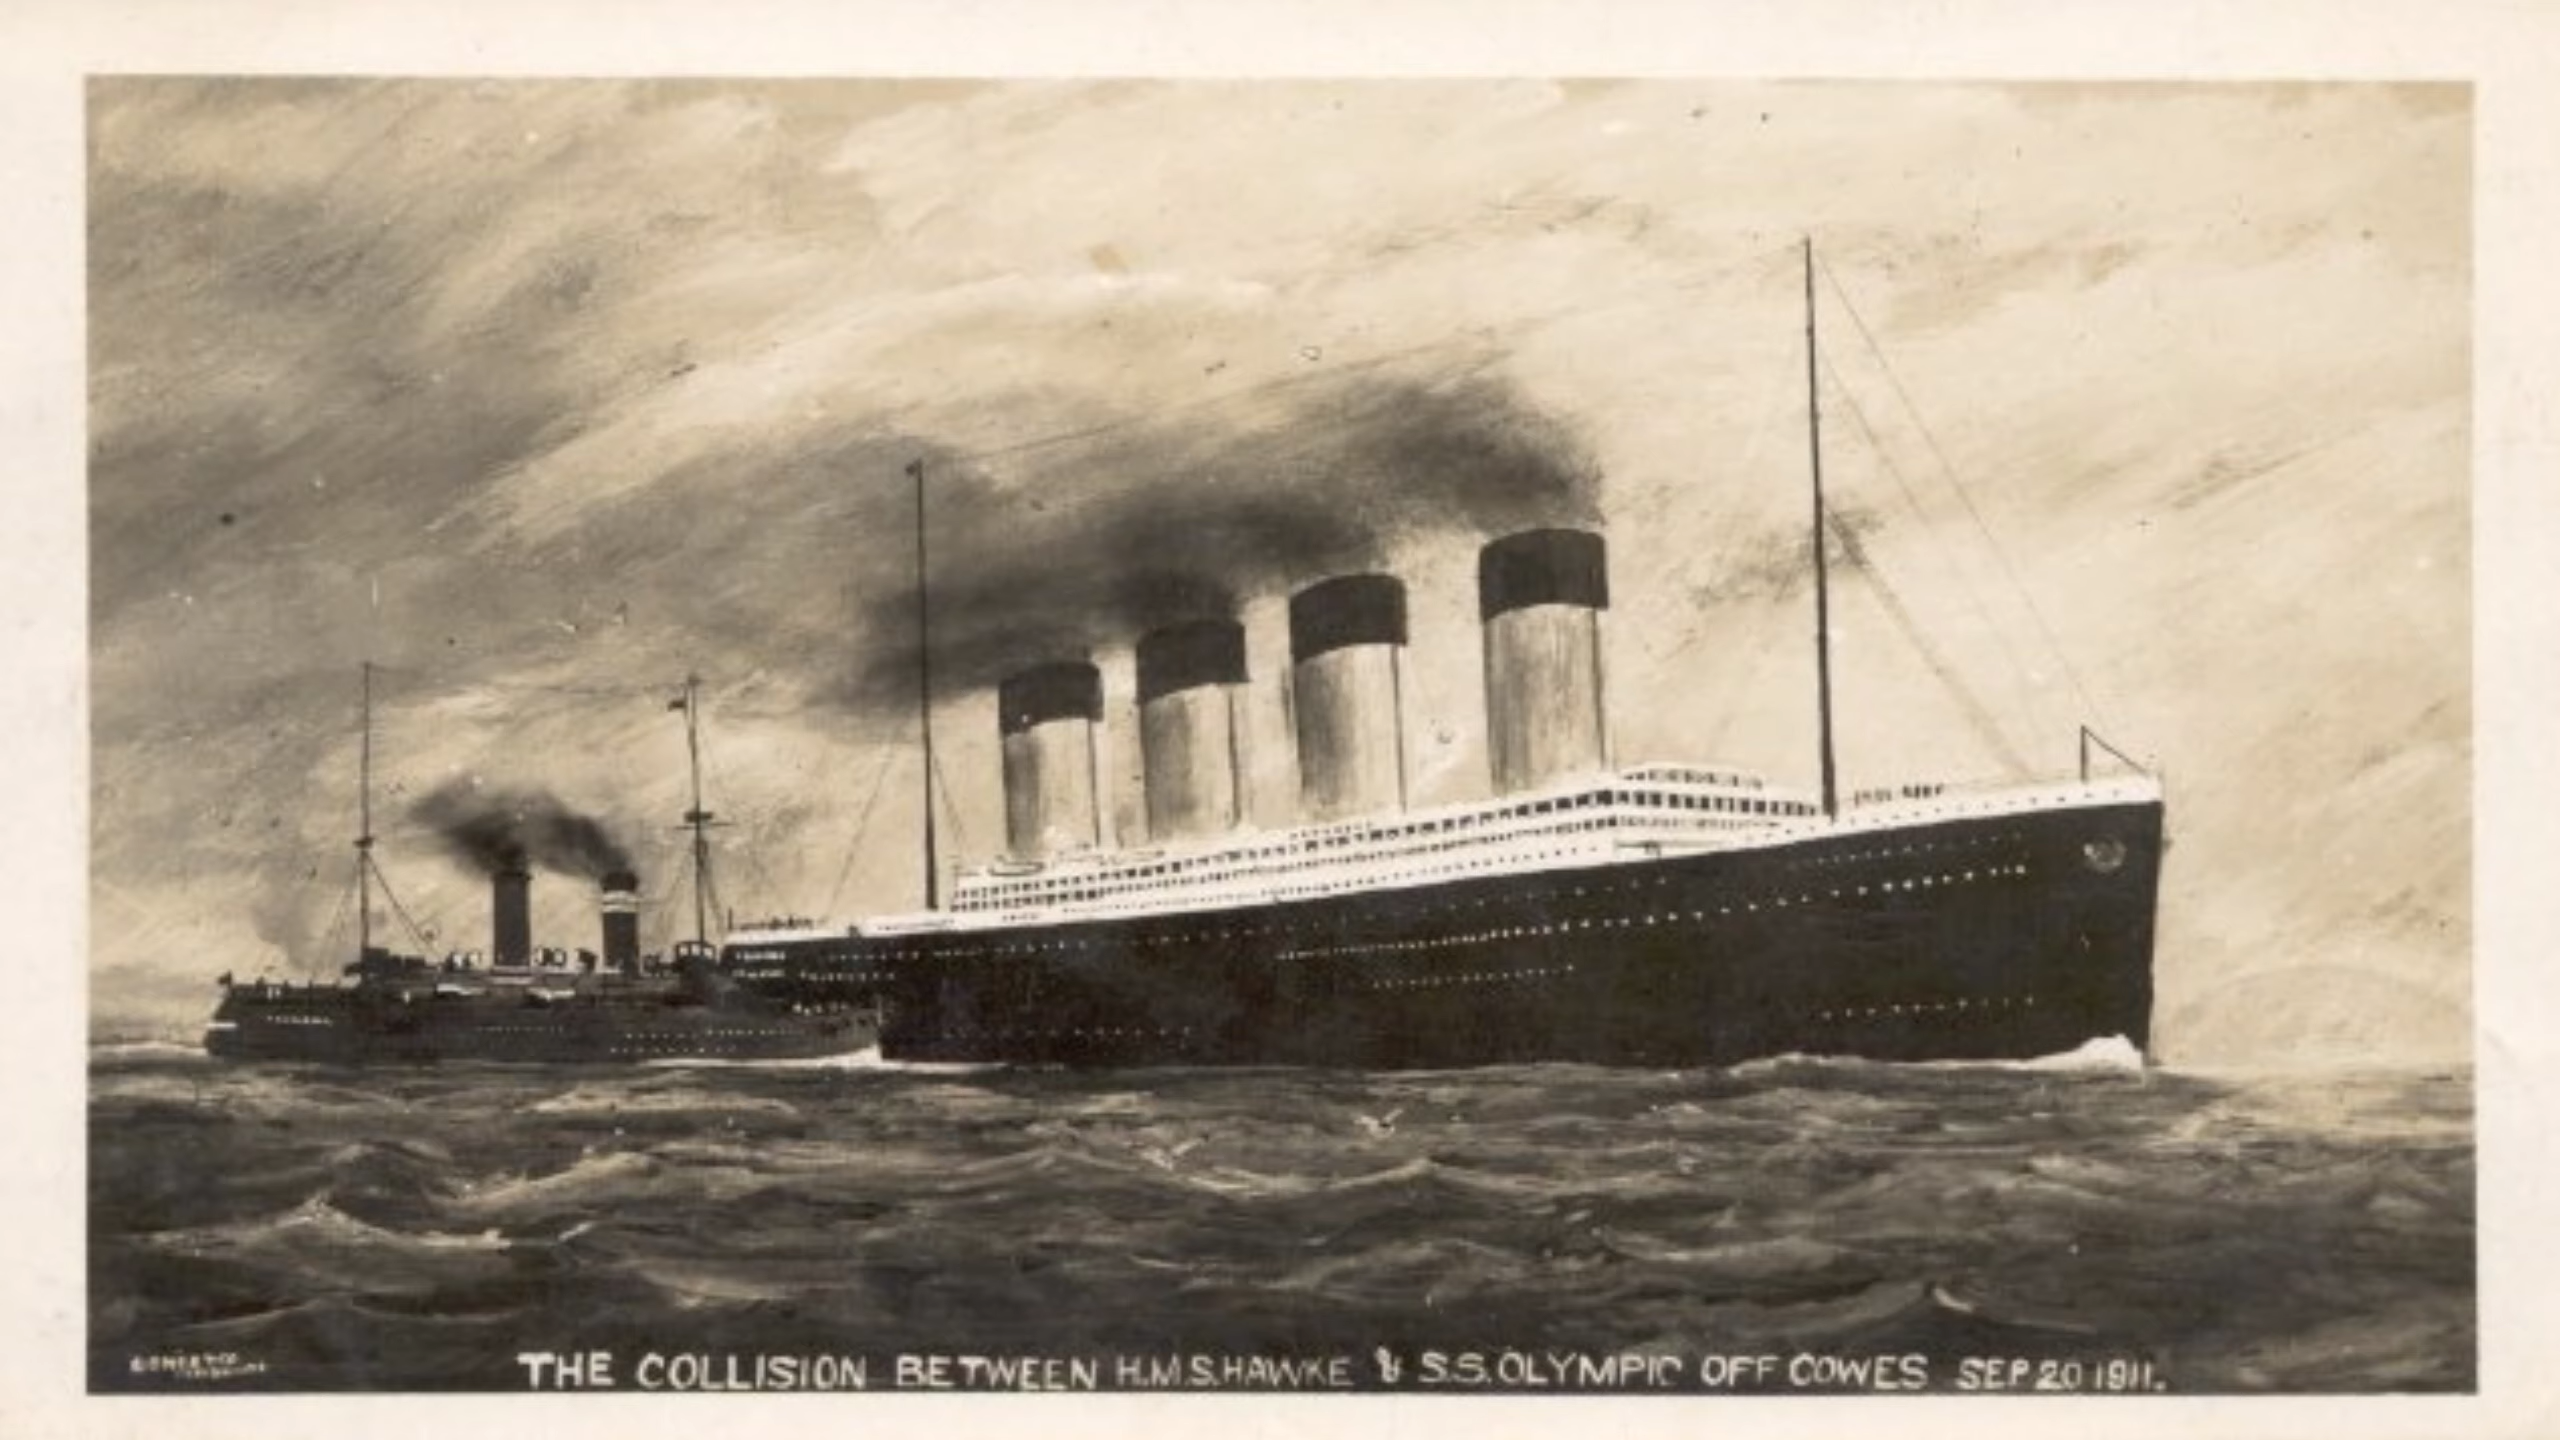 THE COLLISION BETWEEN H.M.S. HAWKE & S.S. OLYMPIC OFF COWES SEP 20 1911.